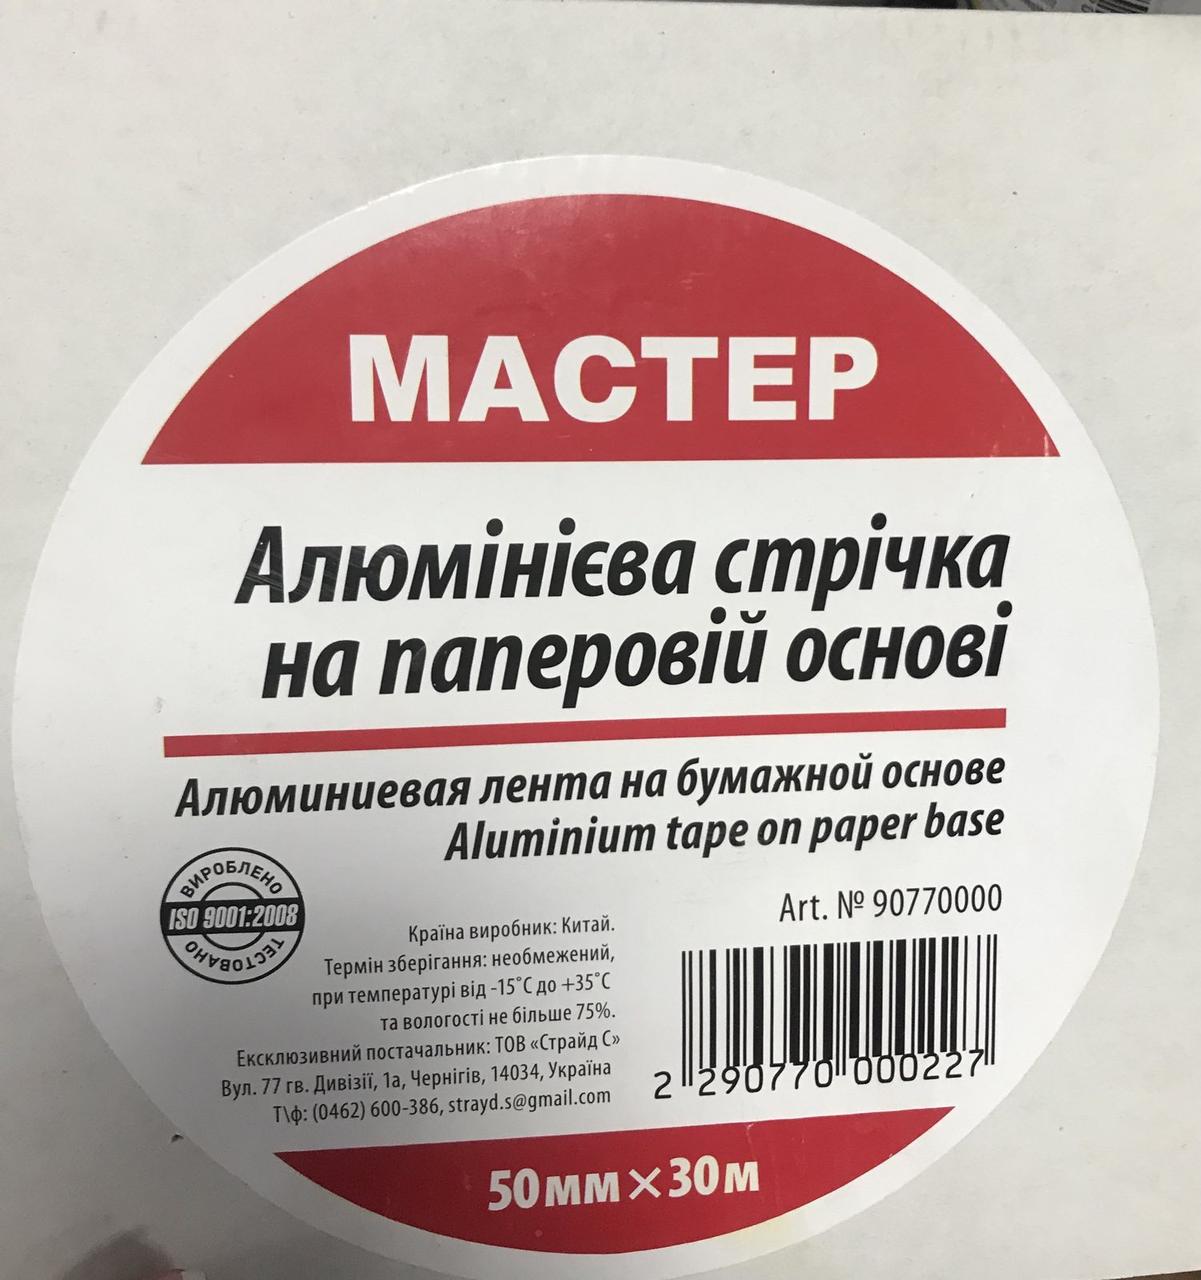 МАСТЕР
Алюмінієва стрічка
на паперовій основі
Алюминиевая лента на бумажной основе
Aluminium tape on paper base
ВИРОБЛЕНО
ISO 9001:2008
ТЕСТОВАНО
Art. № 90770000
Країна виробник: Китай.
Термін зберігання: необмежений,
при температурі від -15˚С до +35˚С
та вологості не більше 75%.
Ексклюзивний постачальник: ТОВ «Страйд С»
Вул. 77 гв. Дивізії, 1а, Чернігів, 14034, Україна
Т\ф: (0462) 600-386, strayd.s@gmail.com
2 290770 000227
50мм×30м